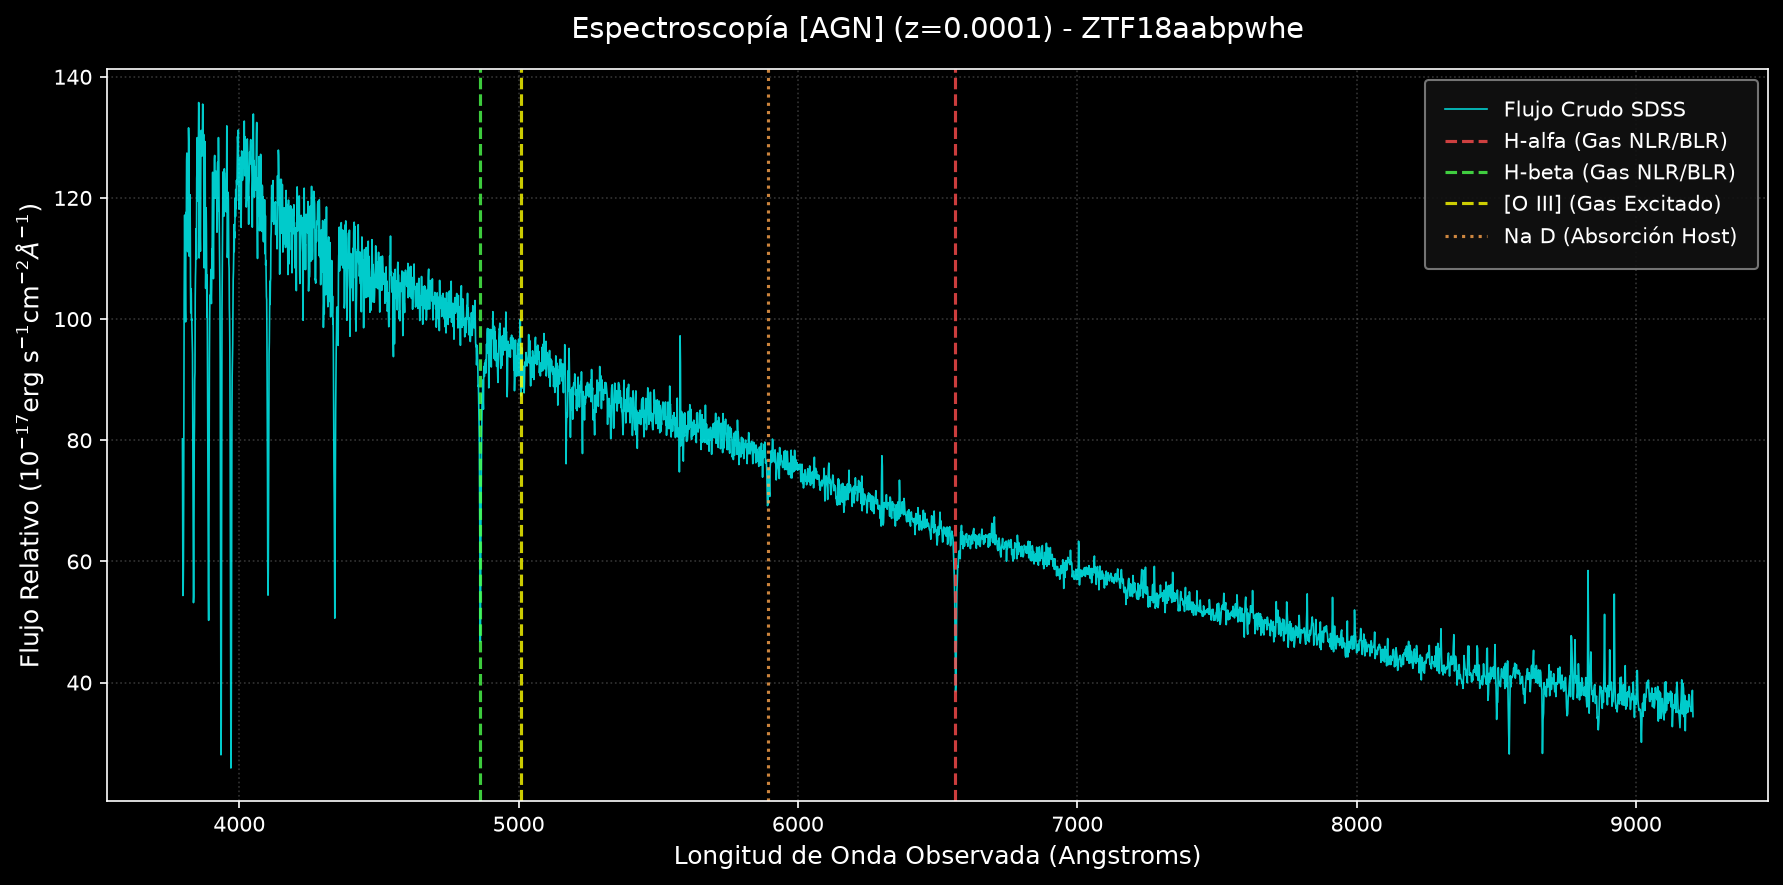 Espectroscopía [AGN] (z=0.0001) - ZTF18aabpwhe
Flujo Relativo (10⁻¹⁷erg s⁻¹cm⁻²Å⁻¹)
140
120
100
80
60
40
Flujo Crudo SDSS
H-alfa (Gas NLR/BLR)
H-beta (Gas NLR/BLR)
[O III] (Gas Excitado)
Na D (Absorción Host)
4000 5000 6000 7000 8000 9000
Longitud de Onda Observada (Angstroms)